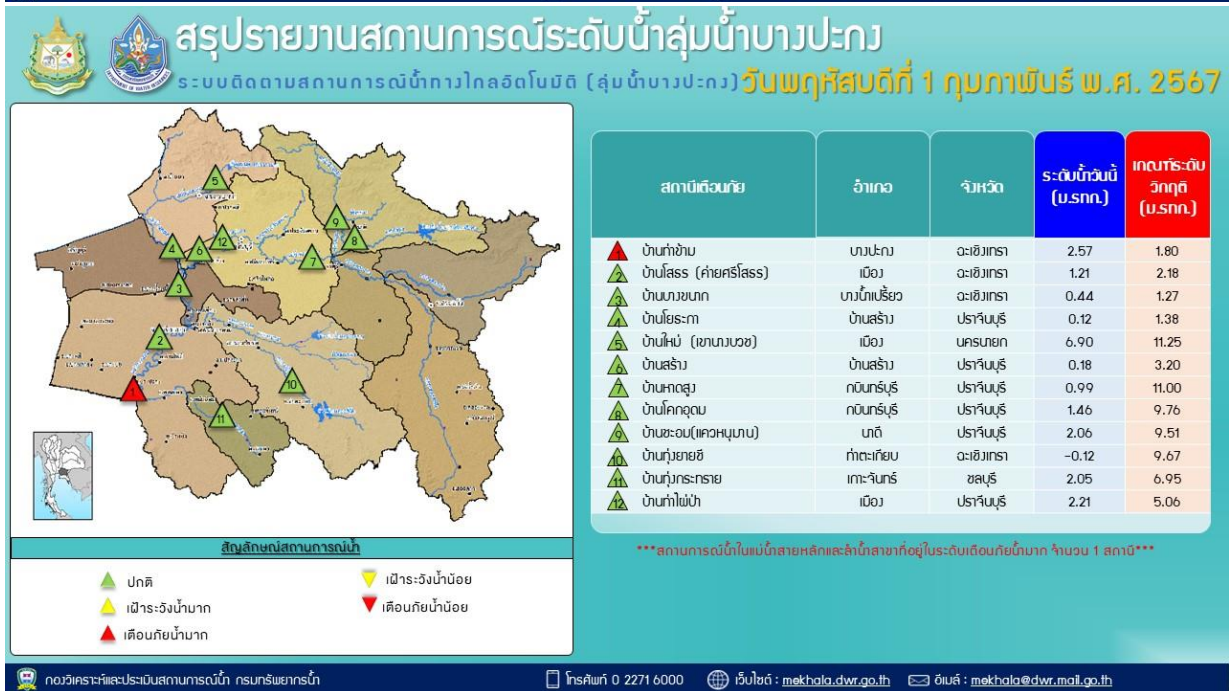 สรุปรายงานสถานการณ์ระดับน้ำลุ่มน้ำบางปะกง
ระบบติดตามสถานการณ์น้ำทางไกลอัตโนมัติ (ลุ่มน้ำบางปะกง) วันพฤหัสบดีที่ 1 กุมภาพันธ์ พ.ศ. 2567
5
9
8
4 6 12
7
3
2
1
10
11
สัญลักษณ์สถานการณ์น้ำ
ปกติ
เฝ้าระวังน้ำมาก
เตือนภัยน้ำมาก
เฝ้าระวังน้ำน้อย
เตือนภัยน้ำน้อย
สถานีเตือนภัย อำเภอ จังหวัด ระดับน้ำวันนี้ (ม.รทก.) เกณฑ์ระดับวิกฤติ (ม.รทก.)
1 บ้านท่าข้าม บางปะกง ฉะเชิงเทรา 2.57 1.80
2 บ้านโสธร (ค่ายศรีโสธร) เมือง ฉะเชิงเทรา 1.21 2.18
3 บ้านบางขนาก บางน้ำเปรี้ยว ฉะเชิงเทรา 0.44 1.27
4 บ้านโยธะกา บ้านสร้าง ปราจีนบุรี 0.12 1.38
5 บ้านใหม่ (เขานางบวช) เมือง นครนายก 6.90 11.25
6 บ้านสร้าง บ้านสร้าง ปราจีนบุรี 0.18 3.20
7 บ้านหาดสูง กบินทร์บุรี ปราจีนบุรี 0.99 11.00
8 บ้านโคกอุดม กบินทร์บุรี ปราจีนบุรี 1.46 9.76
9 บ้านชะอม(แควหนุมาน) นาดี ปราจีนบุรี 2.06 9.51
10 บ้านทุ่งยายชี ท่าตะเกียบ ฉะเชิงเทรา -0.12 9.67
11 บ้านทุ่งกระทราย เกาะจันทร์ ชลบุรี 2.05 6.95
12 บ้านท่าไผ่ป่า เมือง ปราจีนบุรี 2.21 5.06
***สถานการณ์น้ำในแม่น้ำสายหลักและลำน้ำสาขาที่อยู่ในระดับเตือนภัยน้ำมาก จำนวน 1 สถานี***
กองวิเคราะห์และประเมินสถานการณ์น้ำ กรมทรัพยากรน้ำ โทรศัพท์ 0 2271 6000 เว็บไซต์ : mekhala.dwr.go.th อีเมล์ : mekhala@dwr.mail.go.th